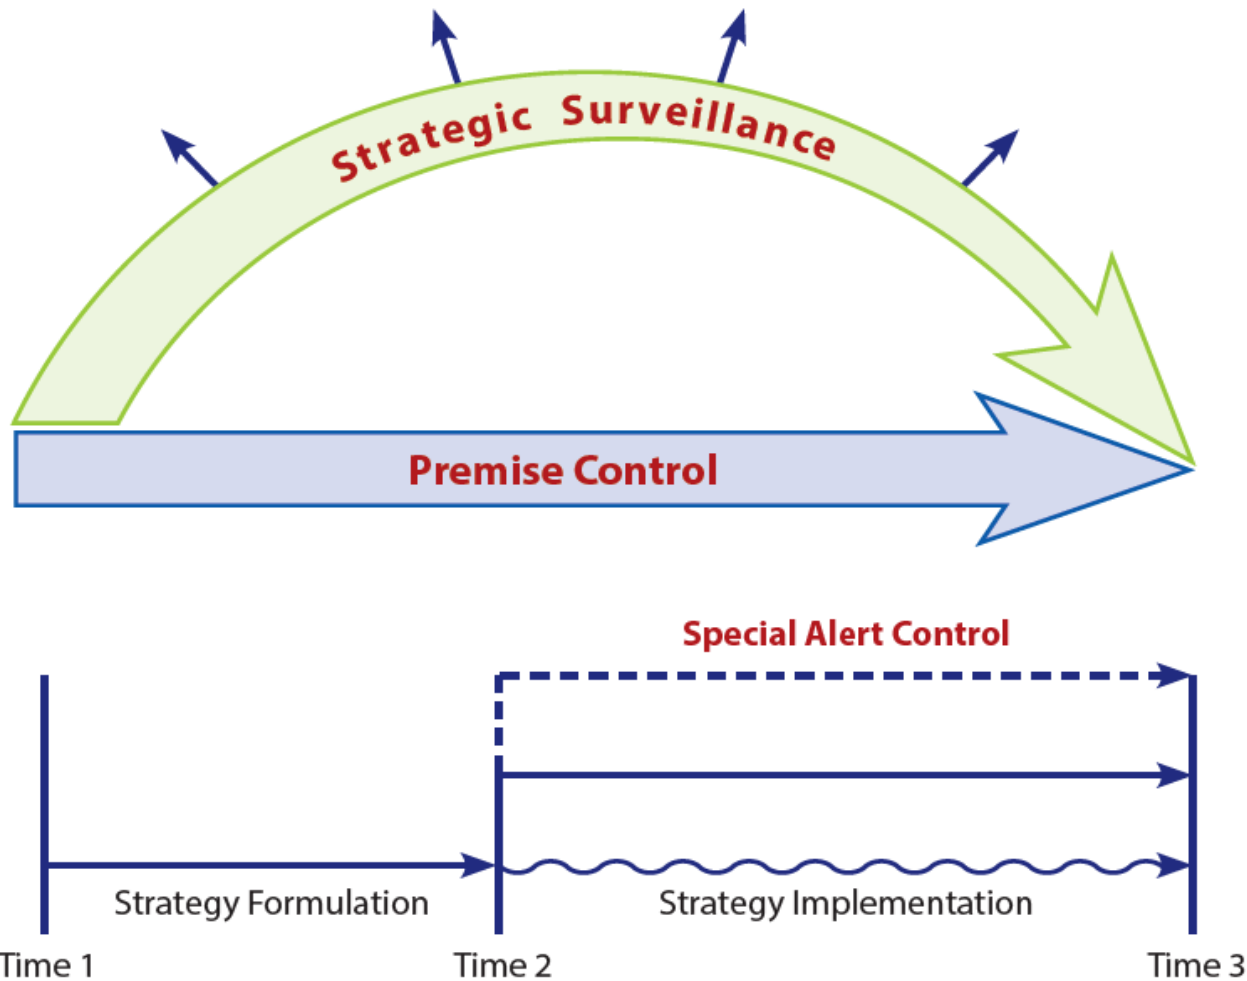 Strategic Surveillance
Premise Control
Special Alert Control
Strategy Formulation
Strategy Implementation
Time 1
Time 2
Time 3